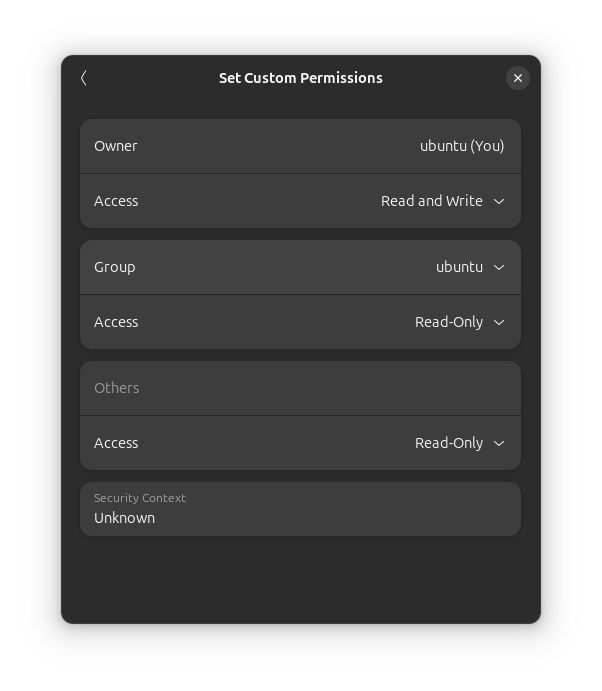 Set Custom Permissions
Owner ubuntu (You)
Access Read and Write
Group ubuntu
Access Read-Only
Others
Access Read-Only
Security Context
Unknown